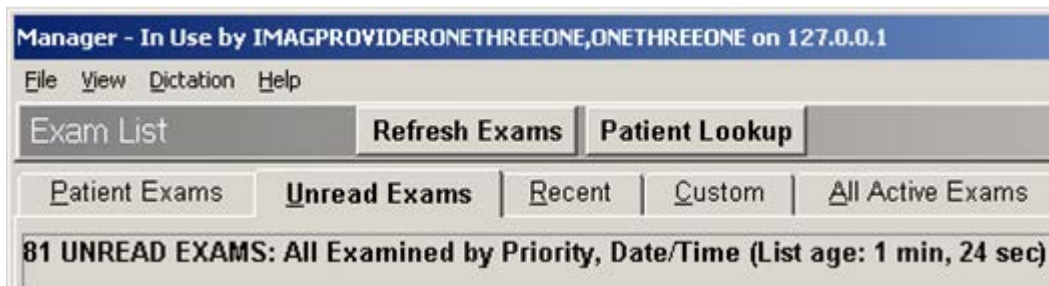 Manager - In Use by IMAGPROVIDERONETHREEONE,ONETHREEONE on 127.0.0.1
File View Dictation Help
Exam List Refresh Exams Patient Lookup
Patient Exams Unread Exams Recent Custom All Active Exams
81 UNREAD EXAMS: All Examined by Priority, Date/Time (List age: 1 min, 24 sec)